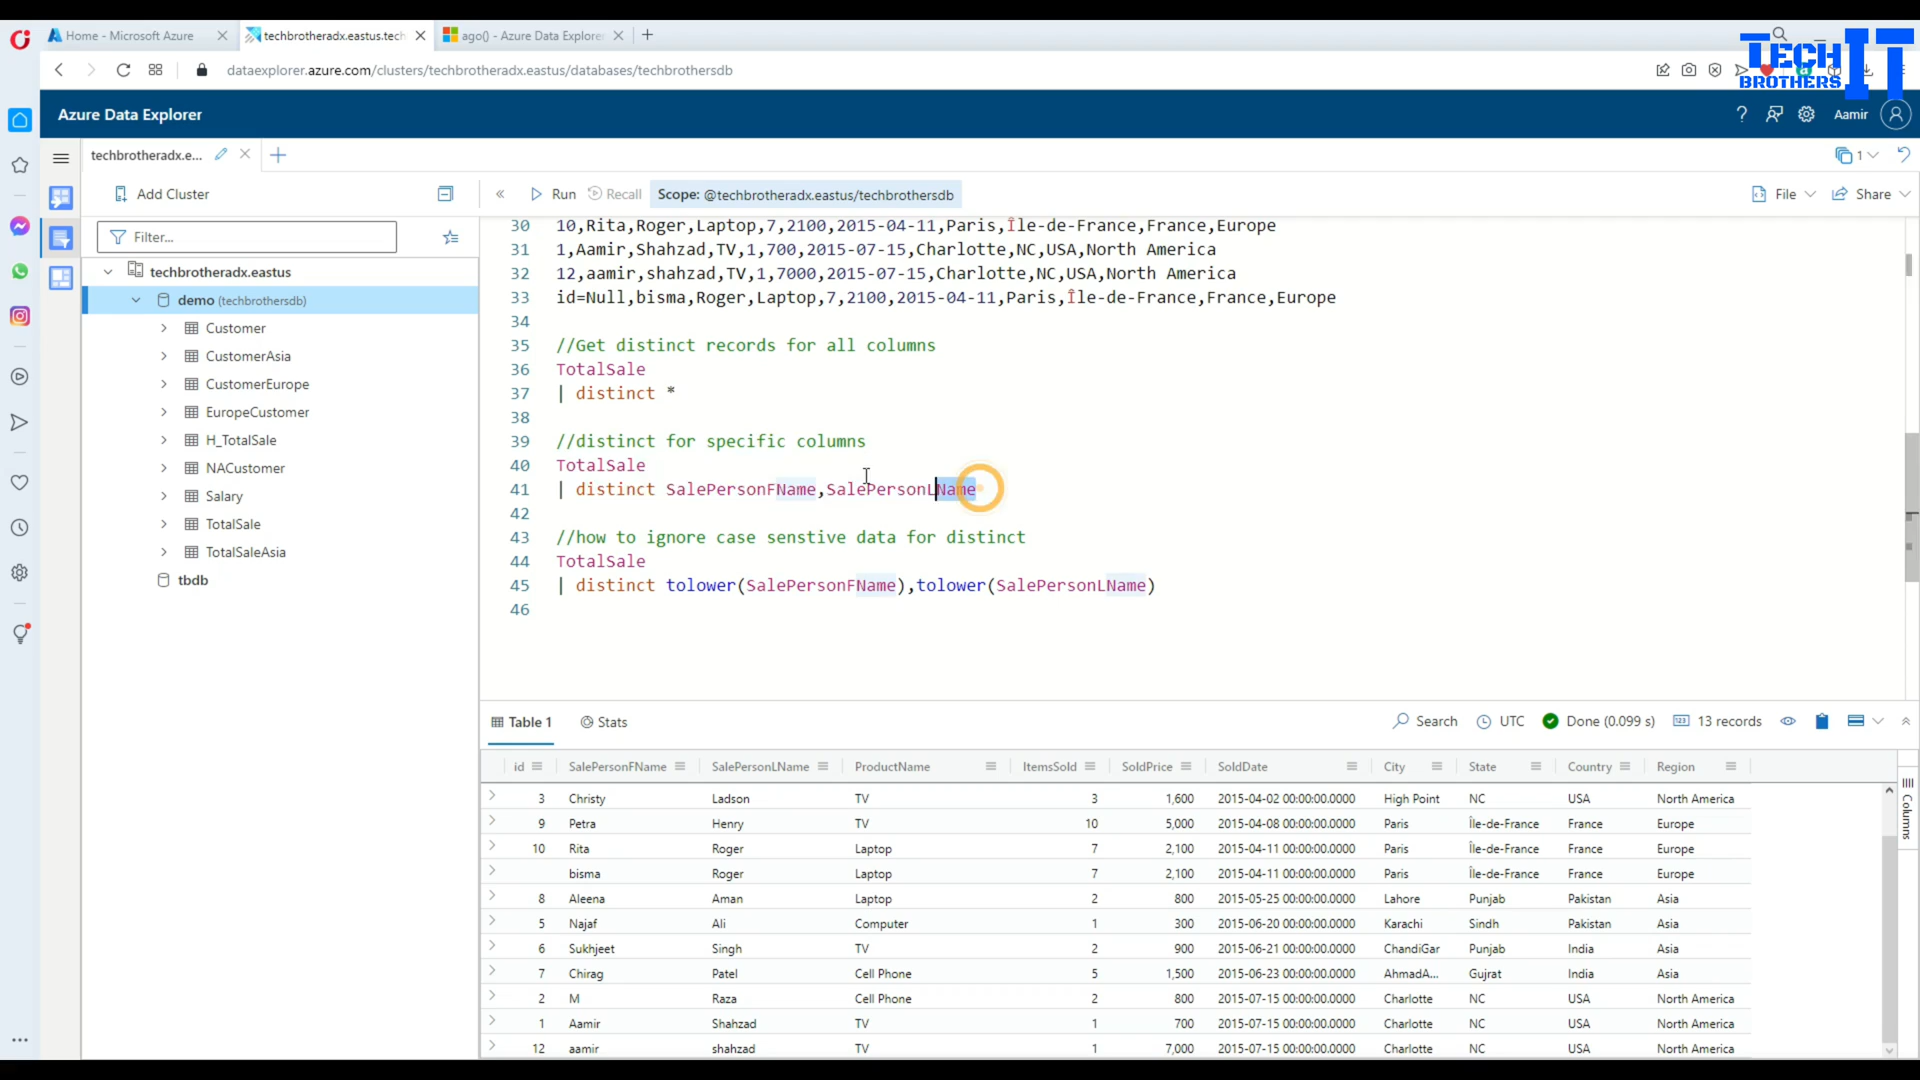 Home - Microsoft Azure
techbrotheradx.eastus.tech
ago() - Azure Data Explorer
TECH
BROTHERS
IT
dataexplorer.azure.com/clusters/techbrotheradx.eastus/databases/techbrothersdb
Azure Data Explorer
Aamir
techbrotheradx.e...
1
Add Cluster
Run
Recall
Scope: @techbrotheradx.eastus/techbrothersdb
File
Share
Filter...
techbrotheradx.eastus
demo (techbrothersdb)
Customer
CustomerAsia
CustomerEurope
EuropeCustomer
H_TotalSale
NACustomer
Salary
TotalSale
TotalSaleAsia
tbdb
30 10,Rita,Roger,Laptop,7,2100,2015-04-11,Paris,Île-de-France,France,Europe
31 1,Aamir,Shahzad,TV,1,700,2015-07-15,Charlotte,NC,USA,North America
32 12,aamir,shahzad,TV,1,7000,2015-07-15,Charlotte,NC,USA,North America
33 id=Null,bisma,Roger,Laptop,7,2100,2015-04-11,Paris,Île-de-France,France,Europe
34
35 //Get distinct records for all columns
36 TotalSale
37 | distinct *
38
39 //distinct for specific columns
40 TotalSale
41 | distinct SalePersonFName,SalePersonLName
42
43 //how to ignore case senstive data for distinct
44 TotalSale
45 | distinct tolower(SalePersonFName),tolower(SalePersonLName)
46
Table 1
Stats
Search
UTC
Done (0.099 s)
13 records
id SalePersonFName SalePersonLName ProductName ItemsSold SoldPrice SoldDate City State Country Region
3 Christy Ladson TV 3 1,600 2015-04-02 00:00:00.0000 High Point NC USA North America
9 Petra Henry TV 10 5,000 2015-04-08 00:00:00.0000 Paris Île-de-France France Europe
10 Rita Roger Laptop 7 2,100 2015-04-11 00:00:00.0000 Paris Île-de-France France Europe
bisma Roger Laptop 7 2,100 2015-04-11 00:00:00.0000 Paris Île-de-France France Europe
8 Aleena Aman Laptop 2 800 2015-05-25 00:00:00.0000 Lahore Punjab Pakistan Asia
5 Najaf Ali Computer 1 300 2015-06-20 00:00:00.0000 Karachi Sindh Pakistan Asia
6 Sukhjeet Singh TV 2 900 2015-06-21 00:00:00.0000 ChandiGar Punjab India Asia
7 Chirag Patel Cell Phone 5 1,500 2015-06-23 00:00:00.0000 AhmadA... Gujrat India Asia
2 M Raza Cell Phone 2 800 2015-07-15 00:00:00.0000 Charlotte NC USA North America
1 Aamir Shahzad TV 1 700 2015-07-15 00:00:00.0000 Charlotte NC USA North America
12 aamir shahzad TV 1 7,000 2015-07-15 00:00:00.0000 Charlotte NC USA North America
Columns